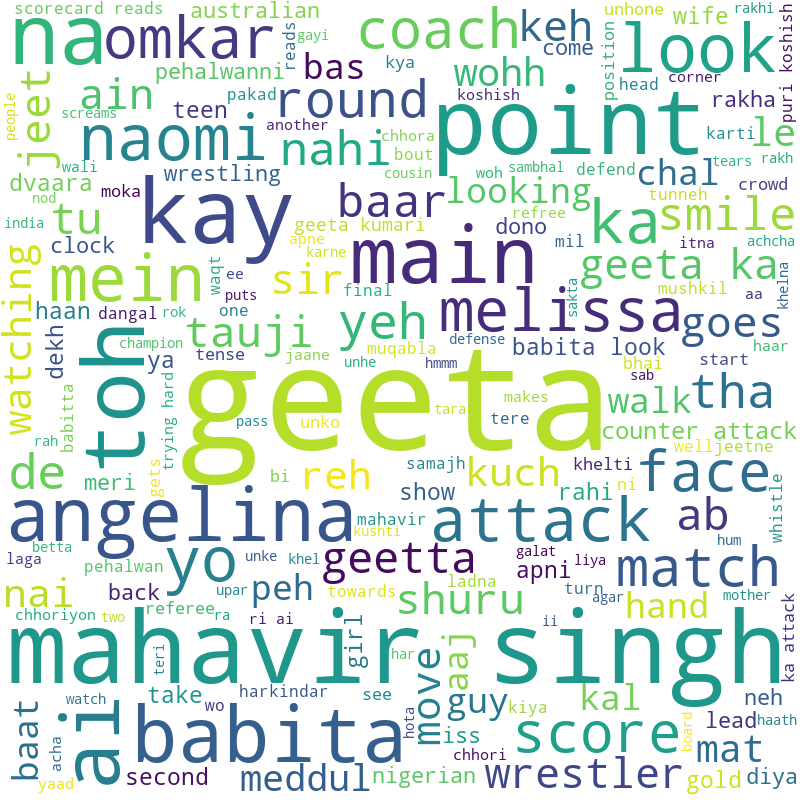 scorecard reads
australian
unhone
wife
rakhi
na
omkar
gayi
reads
coach
keh
come
position
look
head
corner
puri koshish
people
jeet
ain
pehalwanni
bas
kya
wohh
rakha
screams
teen
pakad
round
koshish
point
karti
le
naomi
another
nahi
chhora
bout
wali
wrestling
cousin
woh
sambhal
defend
tears
rakh
chal
dvaara
moka
kay
baar
looking
tunneh
crowd
nod
tu
geeta kumari
refree
ka
smile
india
apne
dono
clock
karne
main
mil
itna
achcha
watching
mein
waqt
ee
sir
final
geeta ka
khelna
haan
dangal
puts
rok
one
yeh
melissa
sakta
mushkil
aa
goes
toh
tauji
defense
dekh
champion
muqabla
babita look
bhai
haar
ya
tense
jaane
unhe
hmmm
sab
start
geeta
makes
tha
babitta
rah
trying hard
pass
unko
tara
tere
walk
counter attack
de
meri
gets
bi
reh
samajh
kuch
khelti
well
jeetne
face
show
rahi
ni
whistle
angelina
mahavir
kushti
attack
ab
laga
pehalwan
yo
unke
khel
geetta
galat
liya
hum
match
betta
upar
peh
ladna
apni
nai
back
towards
shuru
turn
agar
mother
chhoriyon
two
referee
ra
ri ai
hand
ka attack
mahavir singh
teri
girl
har
move
aaj
ii
ai
take
harkindar
see
guy
kal
neh
watch
wo
kiya
baat
acha
babita
hota
iss
score
board
lead
haath
chhori
mat
yaad
second
meddul
nigerian
wrestler
gold
diya